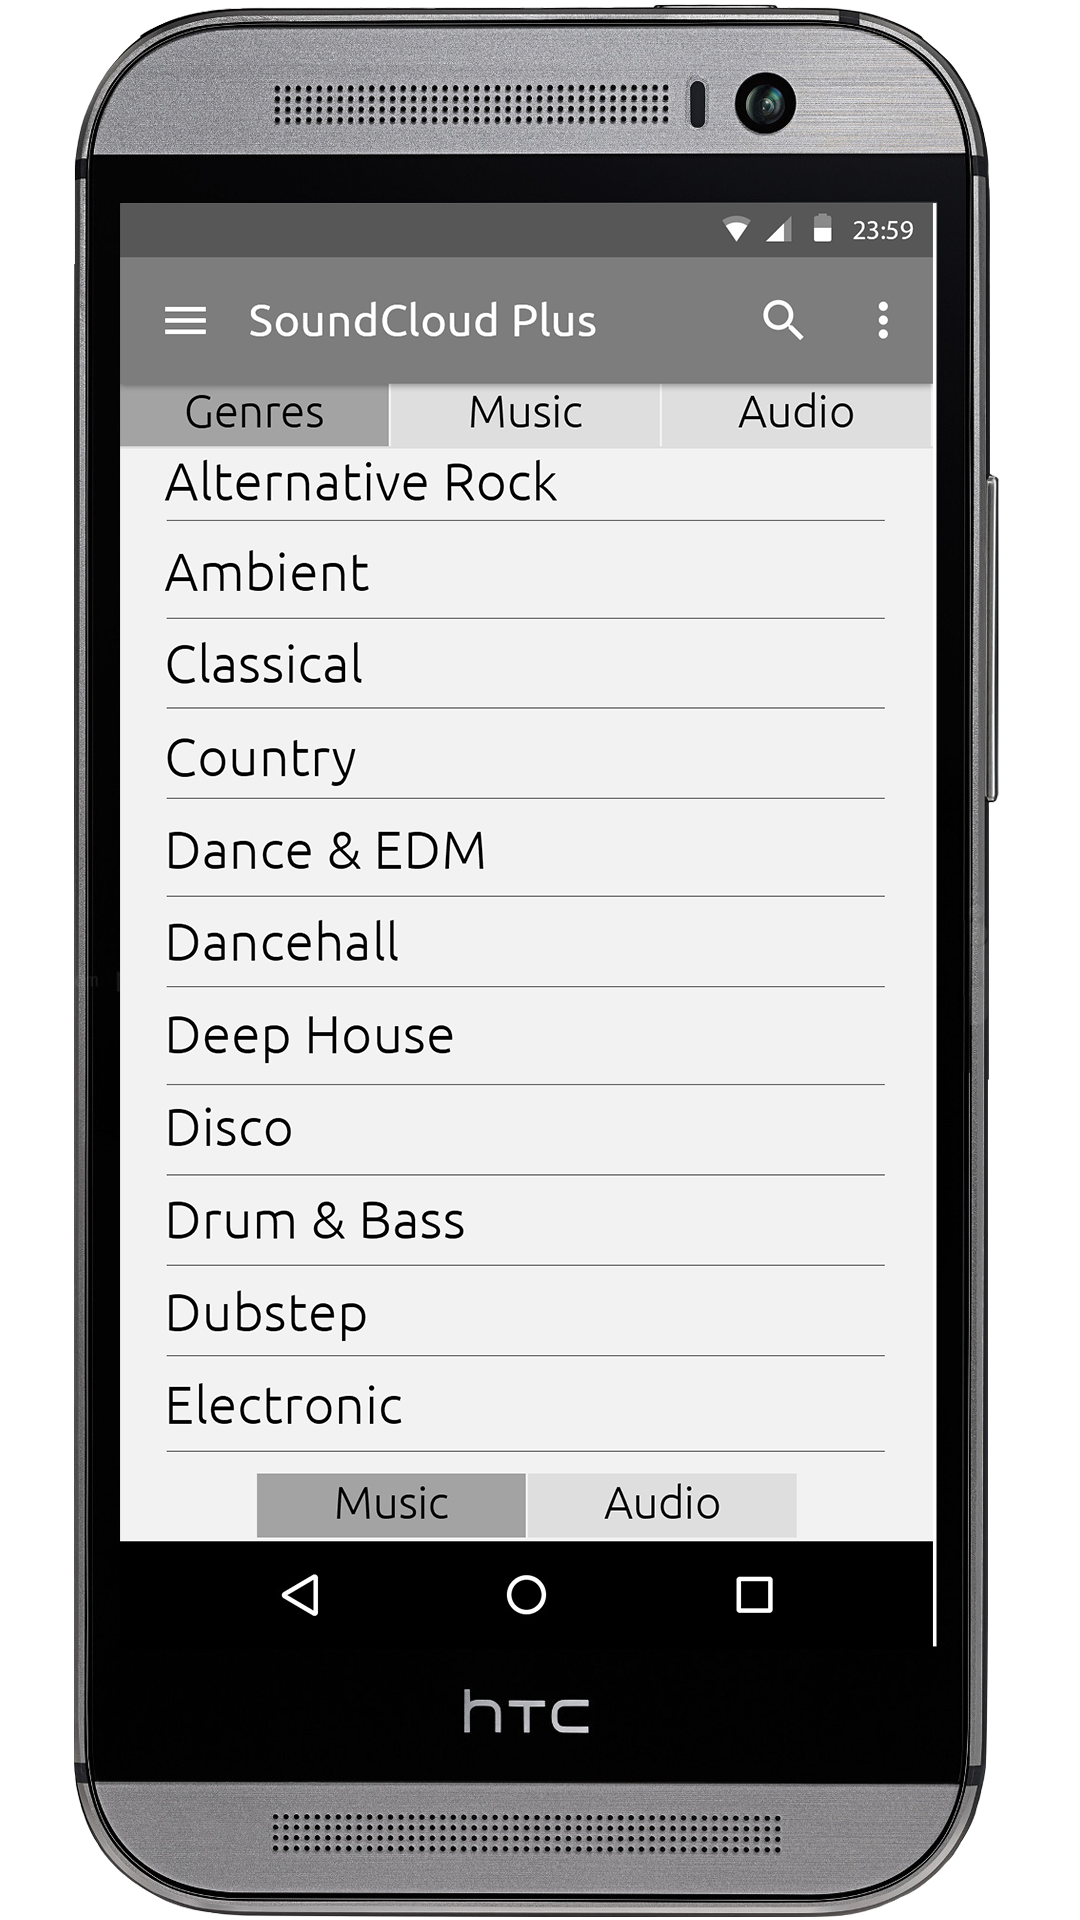 23:59
SoundCloud Plus
Genres Music Audio
Alternative Rock
Ambient
Classical
Country
Dance & EDM
Dancehall
Deep House
Disco
Drum & Bass
Dubstep
Electronic
Music Audio
hTC